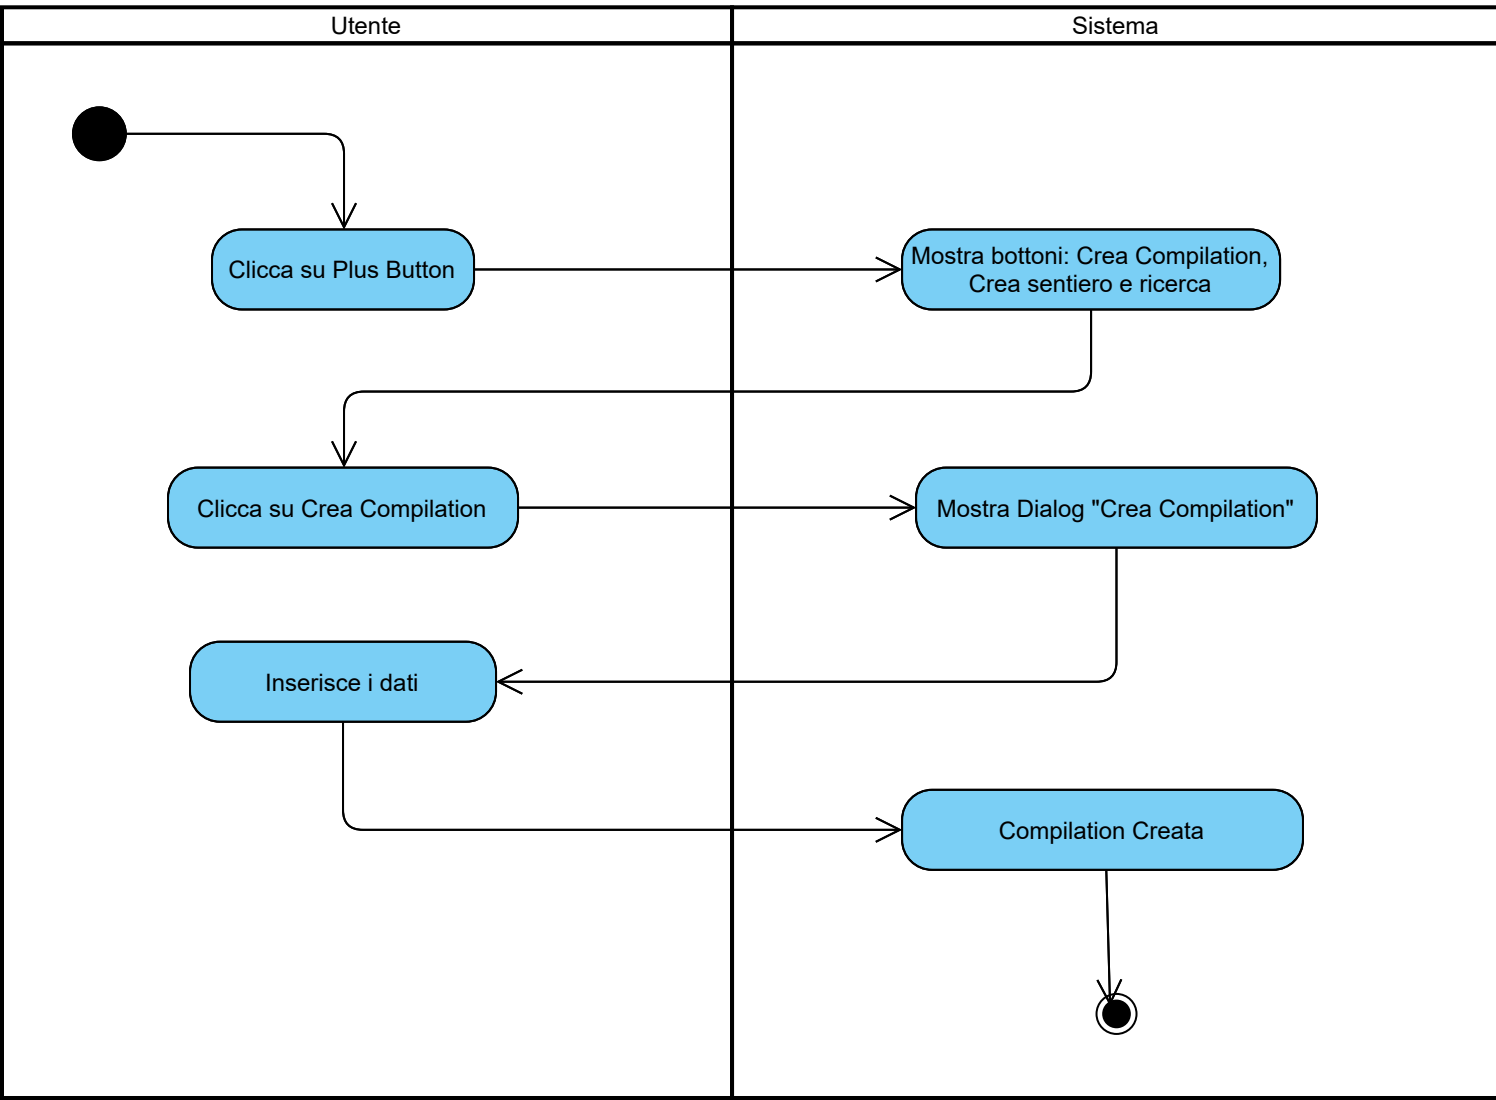 Utente
Sistema
Clicca su Plus Button
Mostra bottoni: Crea Compilation,
Crea sentiero e ricerca
Clicca su Crea Compilation
Mostra Dialog "Crea Compilation"
Inserisce i dati
Compilation Creata